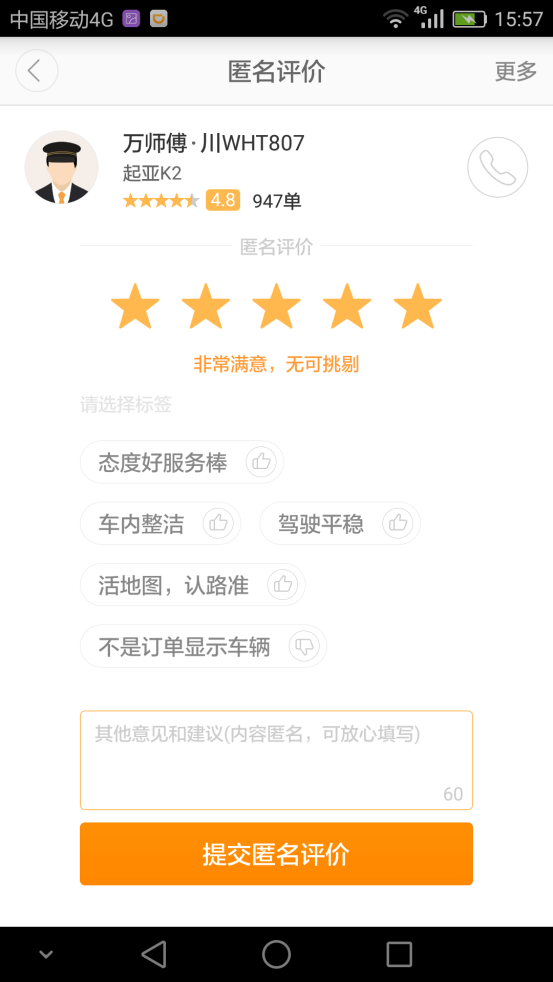 中国移动4G 4G 15:57
匿名评价 更多
万师傅·川WHT807
起亚K2
4.8 947单
匿名评价
非常满意，无可挑剔
请选择标签
态度好服务棒
车内整洁 驾驶平稳
活地图，认路准
不是订单显示车辆
其他意见和建议(内容匿名，可放心填写)
60
提交匿名评价